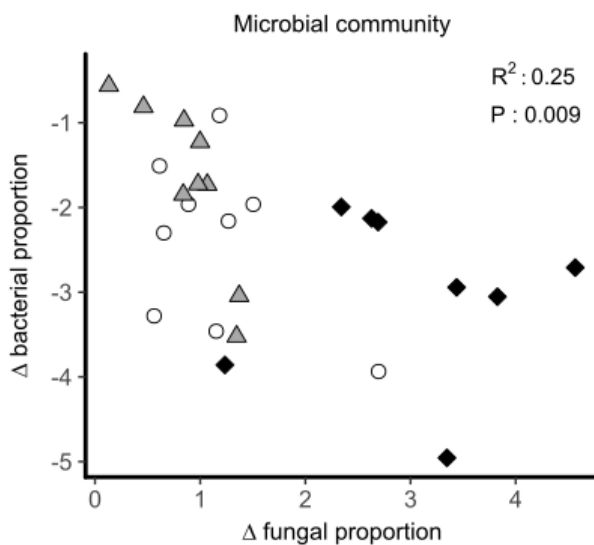 Microbial community
R2 : 0.25
P : 0.009
-1
-2
-3
-4
-5
Δ bacterial proportion
0 1 2 3 4
Δ fungal proportion